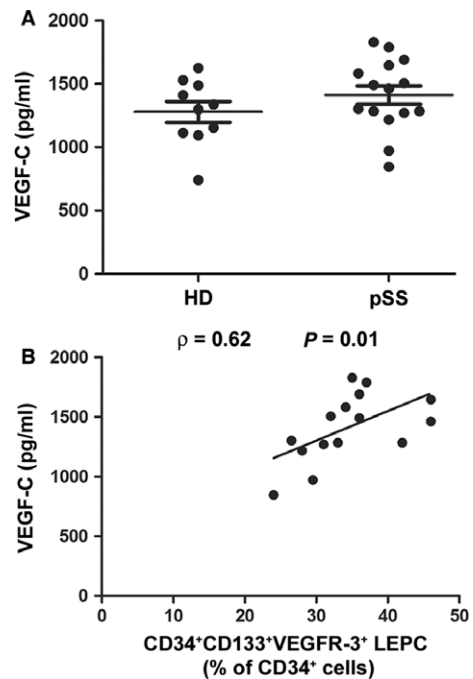 A
2000
1500
1000
500
0
VEGF-C (pg/ml)
HD pSS
ρ = 0.62 P = 0.01
B
2000
1500
1000
500
0
VEGF-C (pg/ml)
0 10 20 30 40 50
CD34⁺CD133⁺VEGFR-3⁺ LEPC
(% of CD34⁺ cells)